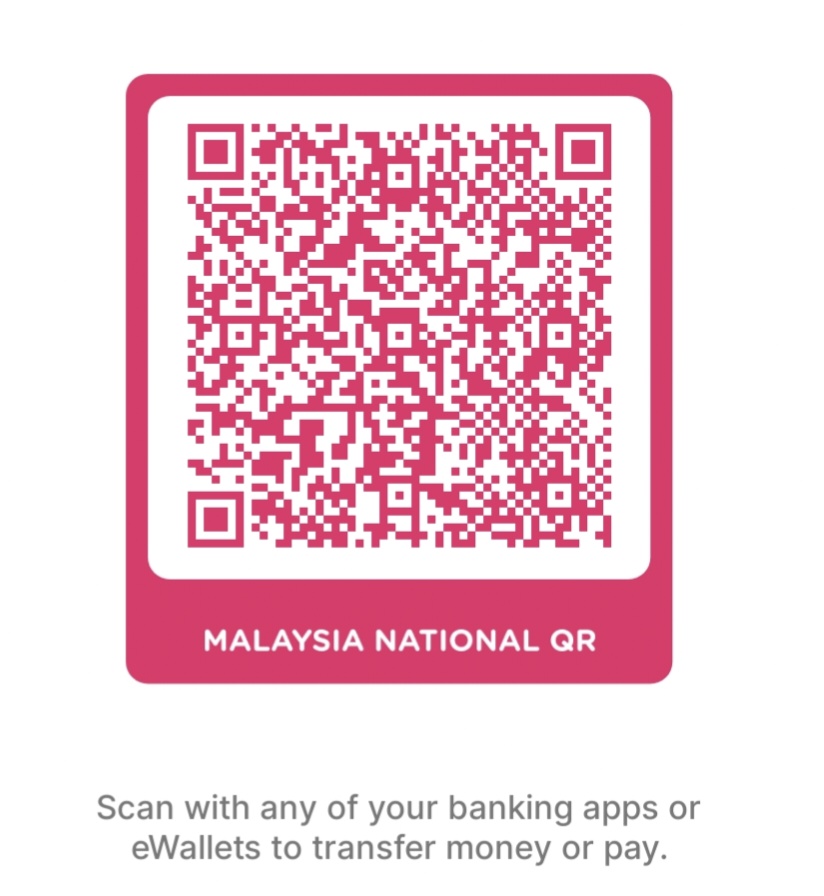 MALAYSIA NATIONAL QR
Scan with any of your banking apps or
eWallets to transfer money or pay.